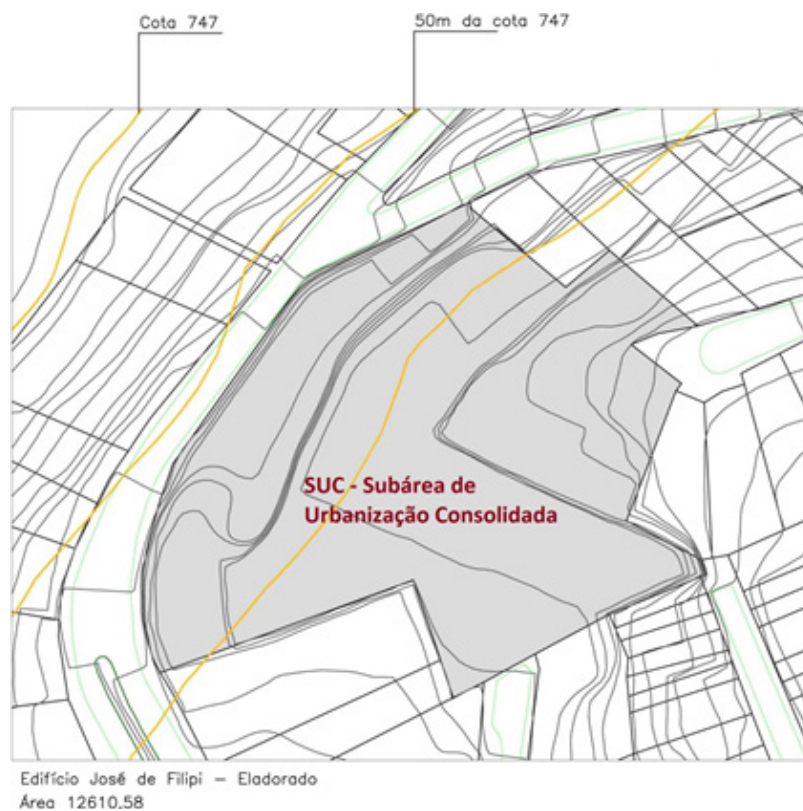 Cota 747
50m da cota 747
SUC - Subárea de
Urbanização Consolidada
Edifício José de Filipi – Eladorado
Área 12610,58